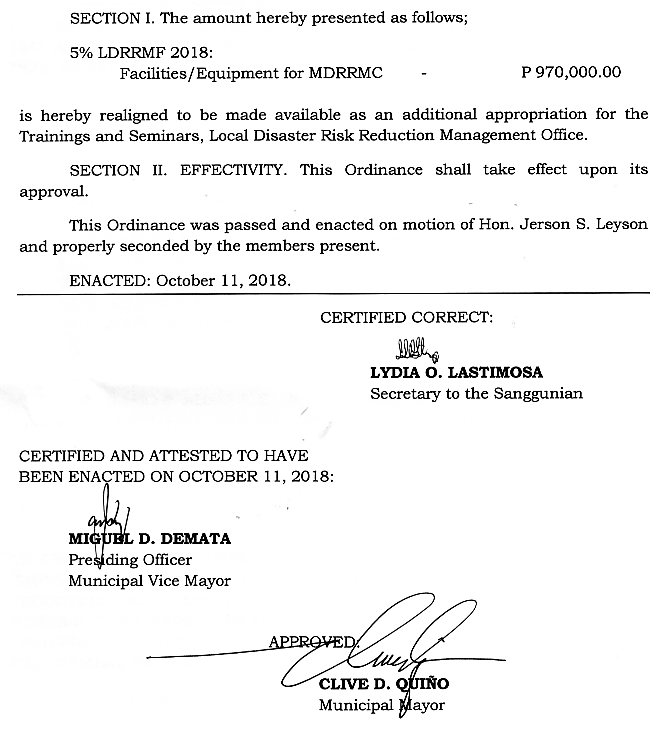 SECTION I. The amount hereby presented as follows;
5% LDRRMF 2018:
Facilities/Equipment for MDRRMC - P 970,000.00
is hereby realigned to be made available as an additional appropriation for the
Trainings and Seminars, Local Disaster Risk Reduction Management Office.
SECTION II. EFFECTIVITY. This Ordinance shall take effect upon its
approval.
This Ordinance was passed and enacted on motion of Hon. Jerson S. Leyson
and properly seconded by the members present.
ENACTED: October 11, 2018.
CERTIFIED CORRECT:
LYDIA O. LASTIMOSA
Secretary to the Sanggunian
CERTIFIED AND ATTESTED TO HAVE
BEEN ENACTED ON OCTOBER 11, 2018:
MIGUEL D. DEMATA
Presiding Officer
Municipal Vice Mayor
APPROVED:
CLIVE D. QUIÑO
Municipal Mayor